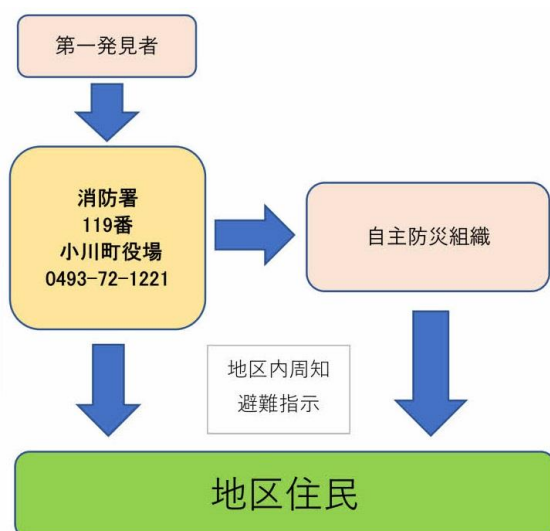 第一発見者
消防署
119番
小川町役場
0493-72-1221
自主防災組織
地区内周知
避難指示
地区住民